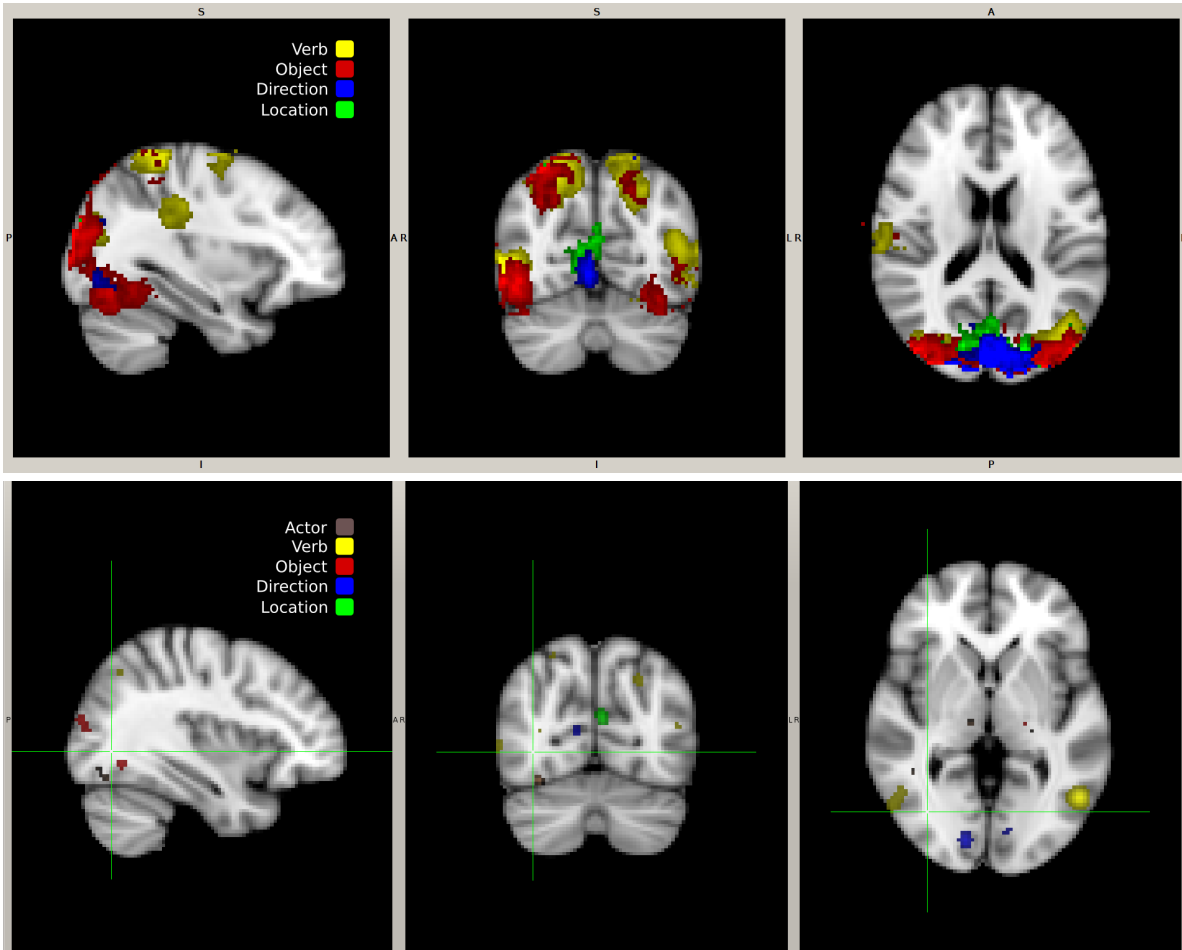 S
S
A
Verb
Object
Direction
Location
P
A R
L R
I
I
P
Actor
Verb
Object
Direction
Location
P
A R
L R